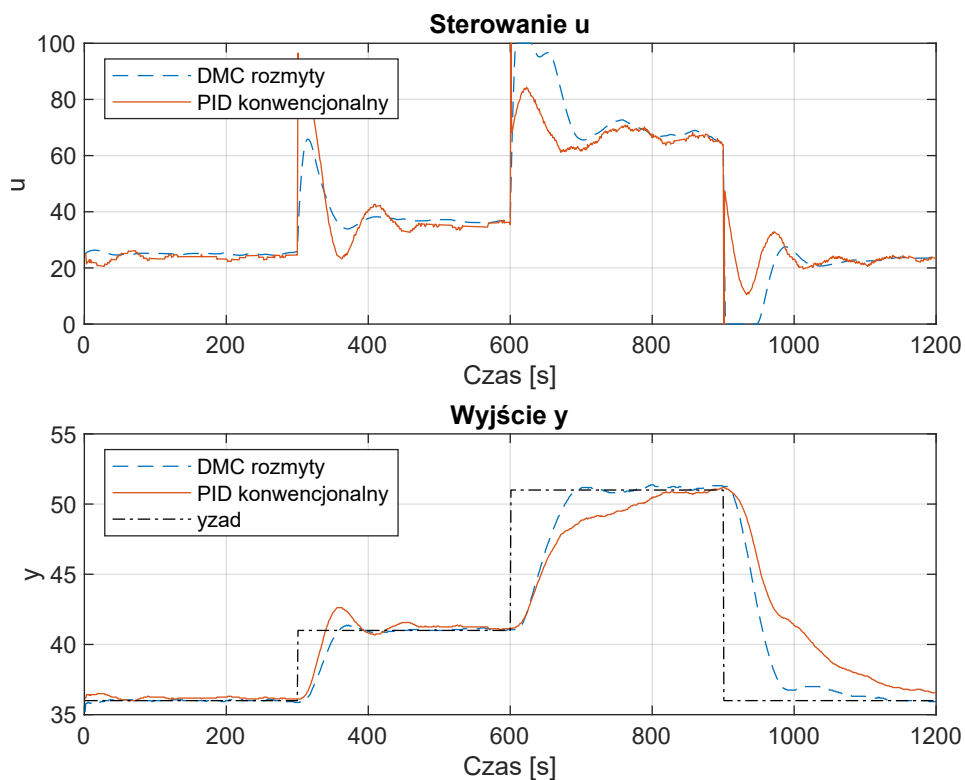 Sterowanie u
100
80
60
40
20
0
u
DMC rozmyty
PID konwencjonalny
0 200 400 600 800 1000 1200
Czas [s]
Wyjście y
55
50
45
40
35
y
DMC rozmyty
PID konwencjonalny
yzad
0 200 400 600 800 1000 1200
Czas [s]